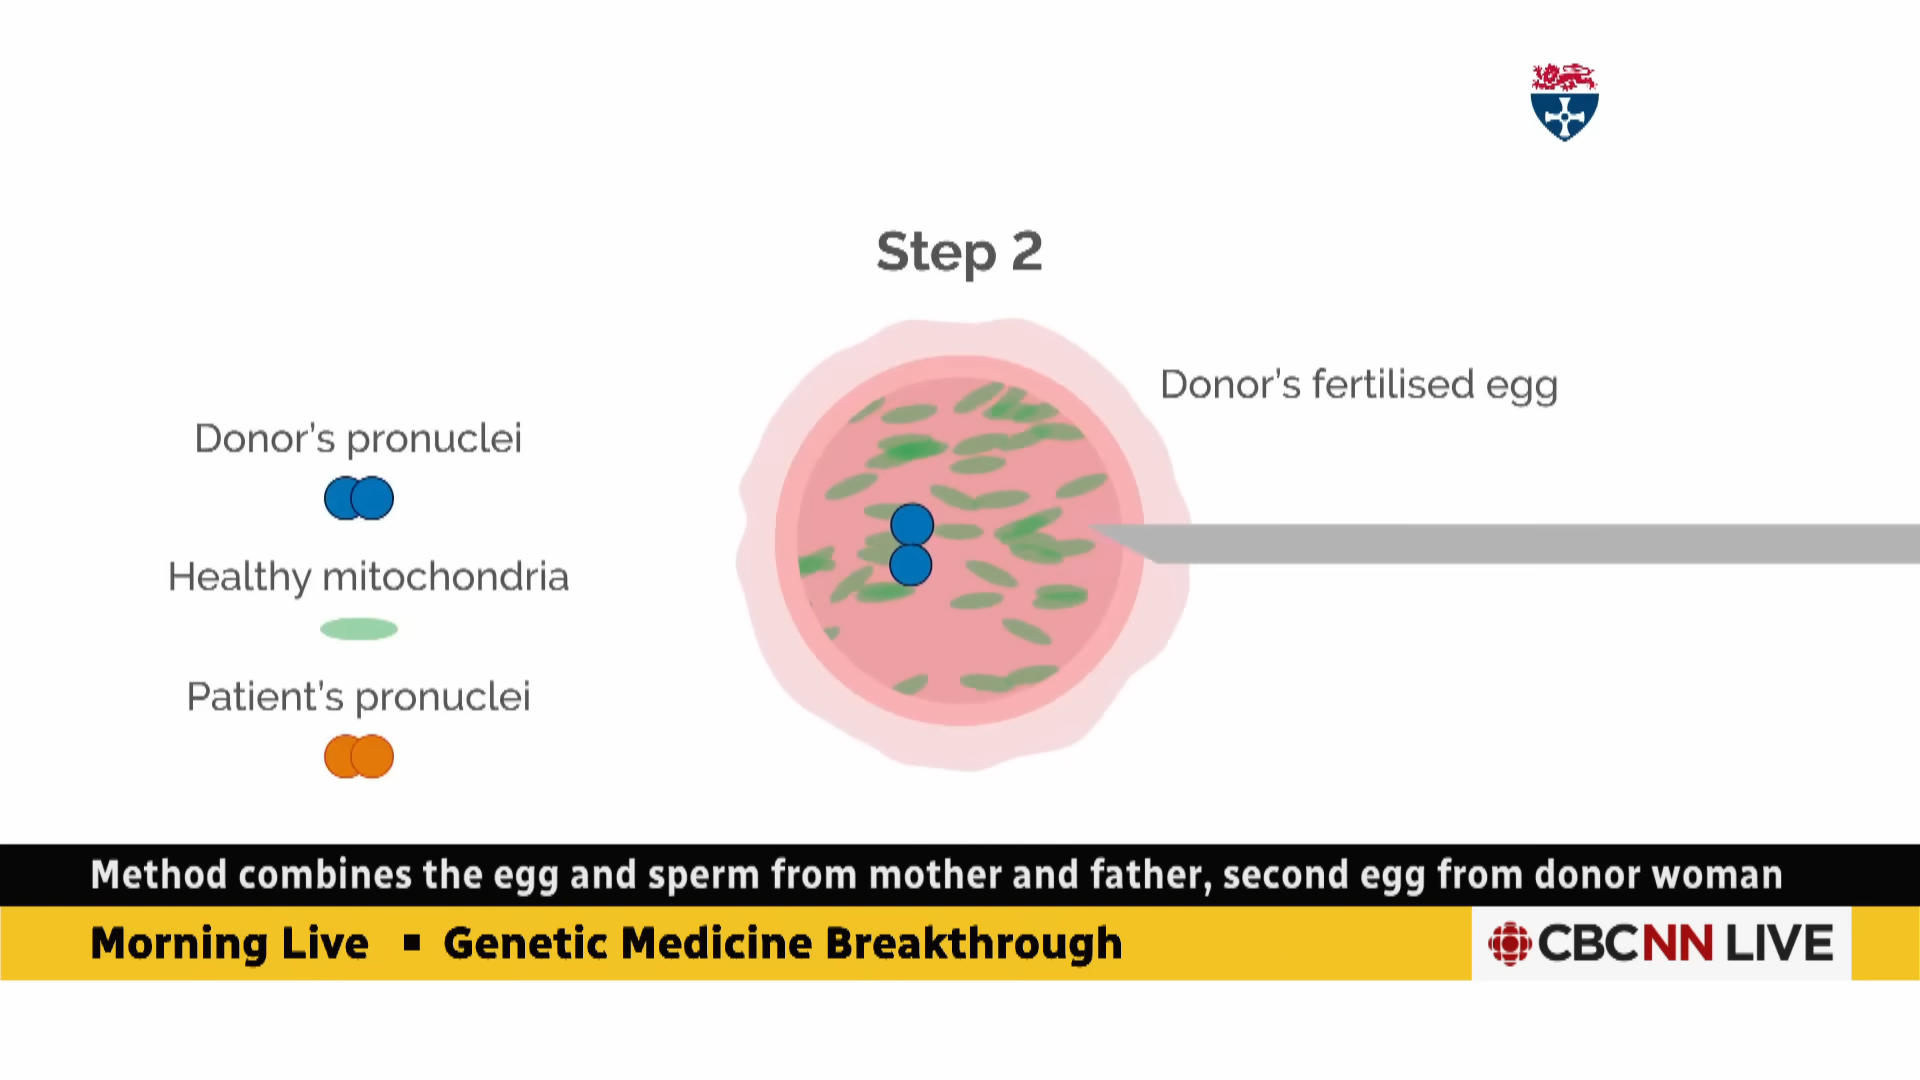 Step 2
Donor's fertilised egg
Donor's pronuclei
Healthy mitochondria
Patient's pronuclei
Method combines the egg and sperm from mother and father, second egg from donor woman
Morning Live ▪ Genetic Medicine Breakthrough
CBCNN LIVE